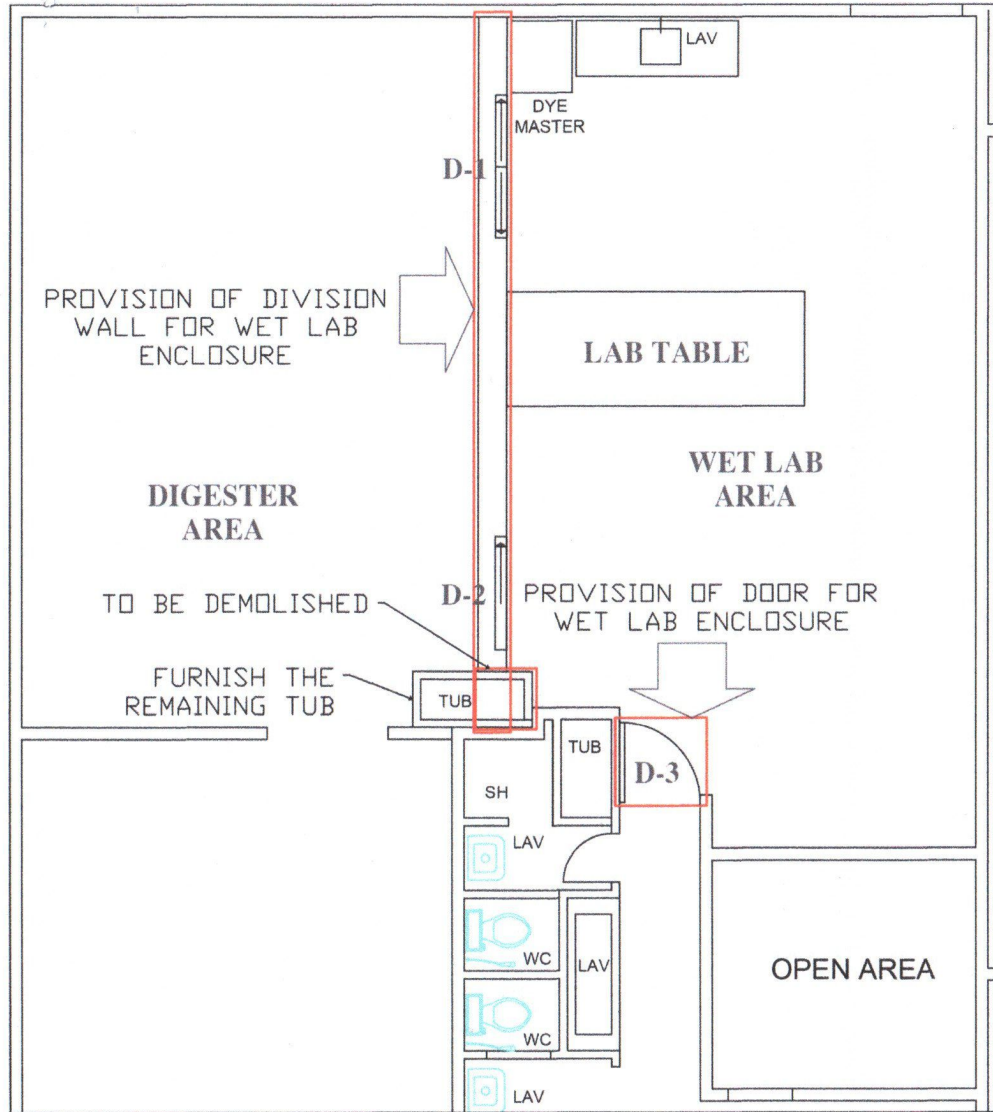 LAV
DYE
MASTER
D-1
PROVISION OF DIVISION
WALL FOR WET LAB
ENCLOSURE
LAB TABLE
WET LAB
AREA
DIGESTER
AREA
D-2
PROVISION OF DOOR FOR
WET LAB ENCLOSURE
TO BE DEMOLISHED
FURNISH THE
REMAINING TUB
TUB
TUB
D-3
SH
LAV
WC
LAV
OPEN AREA
WC
LAV